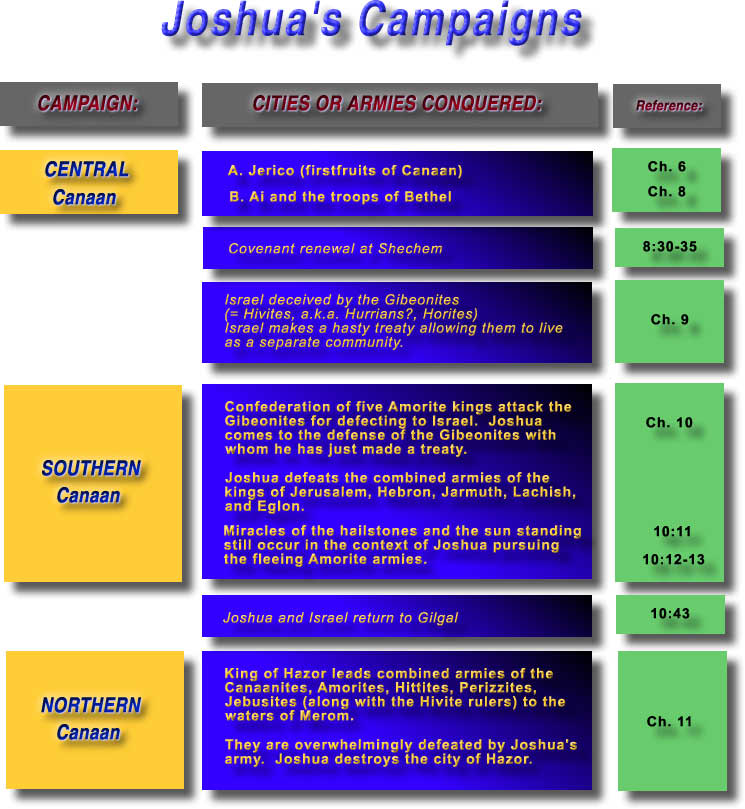 Joshua's Campaigns
CAMPAIGN:
CITIES OR ARMIES CONQUERED:
Reference:
CENTRAL
Canaan
A. Jerico (firstfruits of Canaan)
Ch. 6
B. Ai and the troops of Bethel
Ch. 8
Covenant renewal at Shechem
8:30-35
Israel deceived by the Gibeonites
(= Hivites, a.k.a. Hurrians?, Horites)
Israel makes a hasty treaty allowing them to live
as a separate community.
Ch. 9
SOUTHERN
Canaan
Confederation of five Amorite kings attack the
Gibeonites for defecting to Israel.  Joshua
comes to the defense of the Gibeonites with
whom he has just made a treaty.
Ch. 10
Joshua defeats the combined armies of the
kings of Jerusalem, Hebron, Jarmuth, Lachish,
and Eglon.
Miracles of the hailstones and the sun standing
still occur in the context of Joshua pursuing
the fleeing Amorite armies.
10:11
10:12-13
Joshua and Israel return to Gilgal
10:43
NORTHERN
Canaan
King of Hazor leads combined armies of the
Canaanites, Amorites, Hittites, Perizzites,
Jebusites (along with the Hivite rulers) to the
waters of Merom.
They are overwhelmingly defeated by Joshua's
army.  Joshua destroys the city of Hazor.
Ch. 11